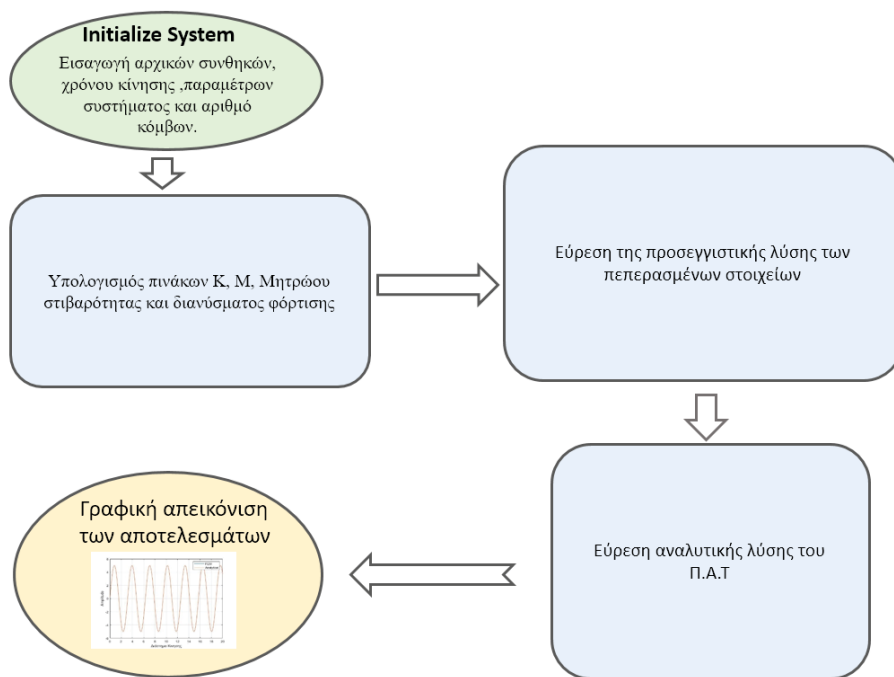 Initialize System
Εισαγωγή αρχικών συνθηκών,
χρόνου κίνησης ,παραμέτρων
συστήματος και αριθμό
κόμβων.
Υπολογισμός πινάκων Κ, Μ, Μητρώου
στιβαρότητας και διανύσματος φόρτισης
Εύρεση της προσεγγιστικής λύσης των
πεπερασμένων στοιχείων
Εύρεση αναλυτικής λύσης του
Π.Α.Τ
Γραφική απεικόνιση
των αποτελεσμάτων